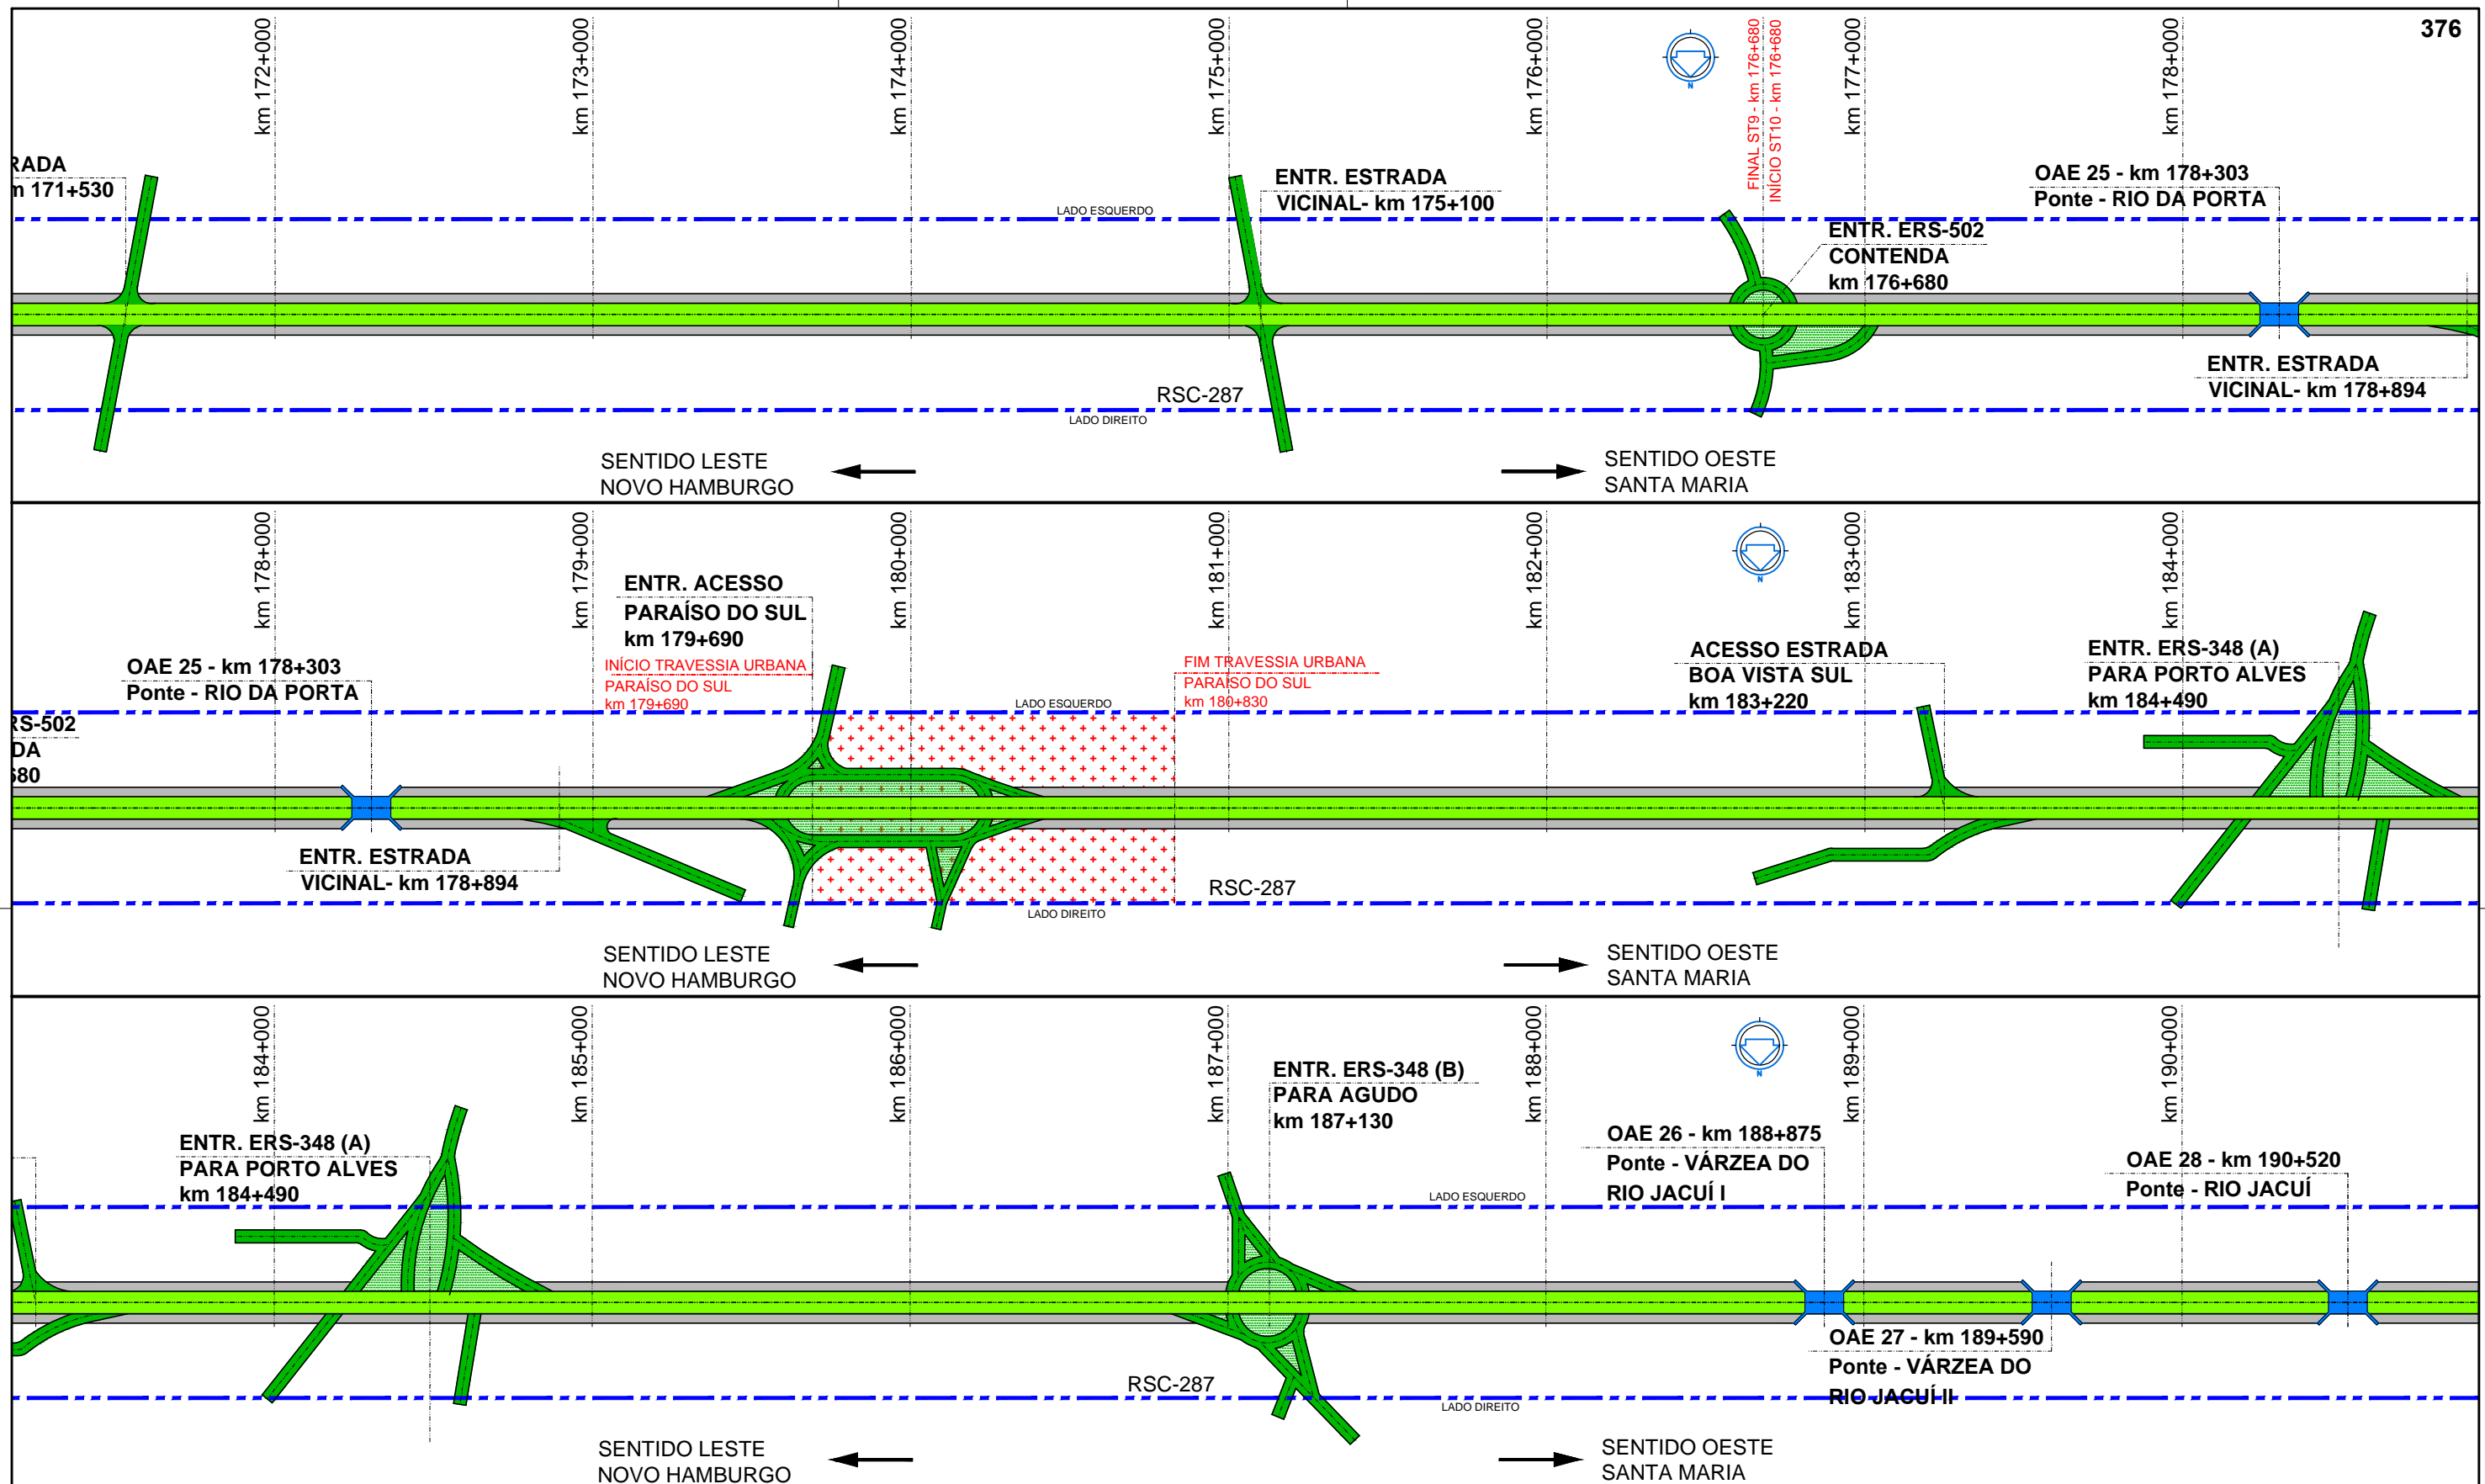 376
km 172+000
km 173+000
km 174+000
km 175+000
km 176+000
FINAL ST9 - km 176+680
INÍCIO ST10 - km 176+680
km 177+000
km 178+000
N
RADA
m 171+530
LADO ESQUERDO
ENTR. ESTRADA
VICINAL- km 175+100
ENTR. ERS-502
CONTENDA
km 176+680
OAE 25 - km 178+303
Ponte - RIO DA PORTA
ENTR. ESTRADA
VICINAL- km 178+894
RSC-287
LADO DIREITO
SENTIDO LESTE
NOVO HAMBURGO
SENTIDO OESTE
SANTA MARIA
km 178+000
km 179+000
km 180+000
km 181+000
km 182+000
km 183+000
km 184+000
N
RS-502
DA
680
OAE 25 - km 178+303
Ponte - RIO DA PORTA
ENTR. ESTRADA
VICINAL- km 178+894
ENTR. ACESSO
PARAÍSO DO SUL
km 179+690
INÍCIO TRAVESSIA URBANA
PARAÍSO DO SUL
km 179+690
LADO ESQUERDO
FIM TRAVESSIA URBANA
PARAÍSO DO SUL
km 180+830
ACESSO ESTRADA
BOA VISTA SUL
km 183+220
ENTR. ERS-348 (A)
PARA PORTO ALVES
km 184+490
RSC-287
LADO DIREITO
SENTIDO LESTE
NOVO HAMBURGO
SENTIDO OESTE
SANTA MARIA
km 184+000
km 185+000
km 186+000
km 187+000
km 188+000
km 189+000
km 190+000
N
ENTR. ERS-348 (A)
PARA PORTO ALVES
km 184+490
ENTR. ERS-348 (B)
PARA AGUDO
km 187+130
LADO ESQUERDO
OAE 26 - km 188+875
Ponte - VÁRZEA DO
RIO JACUÍ I
OAE 28 - km 190+520
Ponte - RIO JACUÍ
OAE 27 - km 189+590
Ponte - VÁRZEA DO
RIO JACUÍ II
RSC-287
LADO DIREITO
SENTIDO LESTE
NOVO HAMBURGO
SENTIDO OESTE
SANTA MARIA